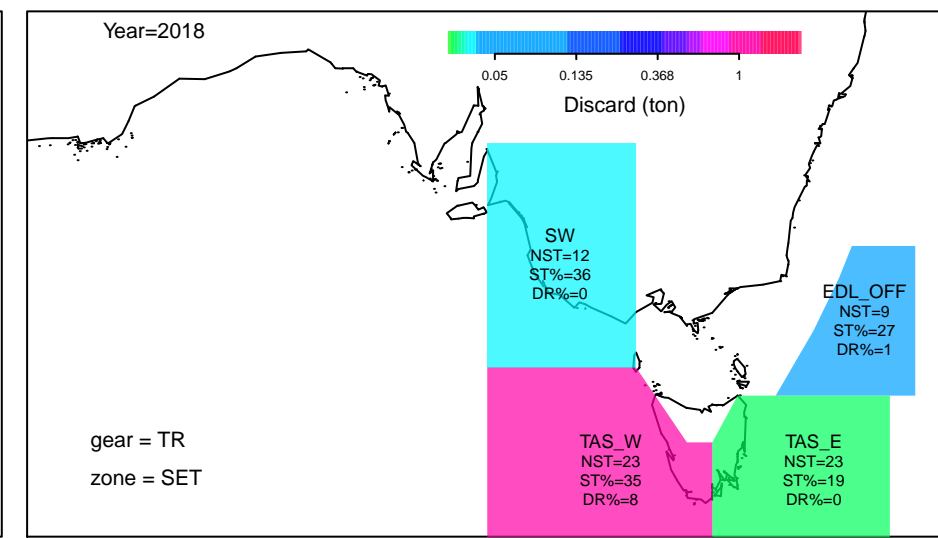 Year=2018
0.05 0.135 0.368 1
Discard (ton)
SW
NST=12
ST%=36
DR%=0
EDL_OFF
NST=9
ST%=27
DR%=1
gear = TR
zone = SET
TAS_W
NST=23
ST%=35
DR%=8
TAS_E
NST=23
ST%=19
DR%=0